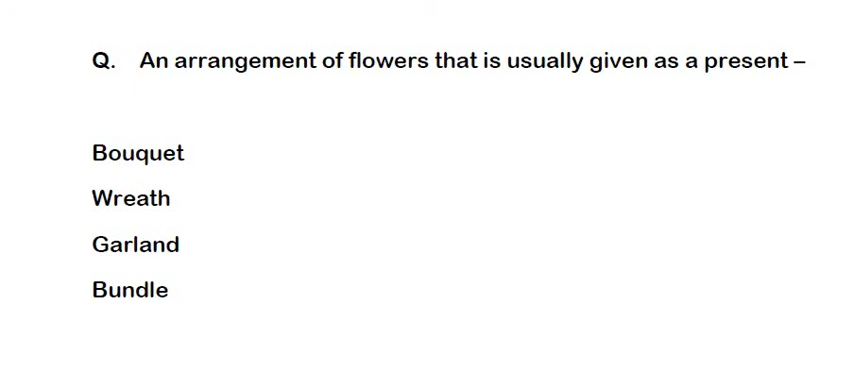 Q. An arrangement of flowers that is usually given as a present –
Bouquet
Wreath
Garland
Bundle